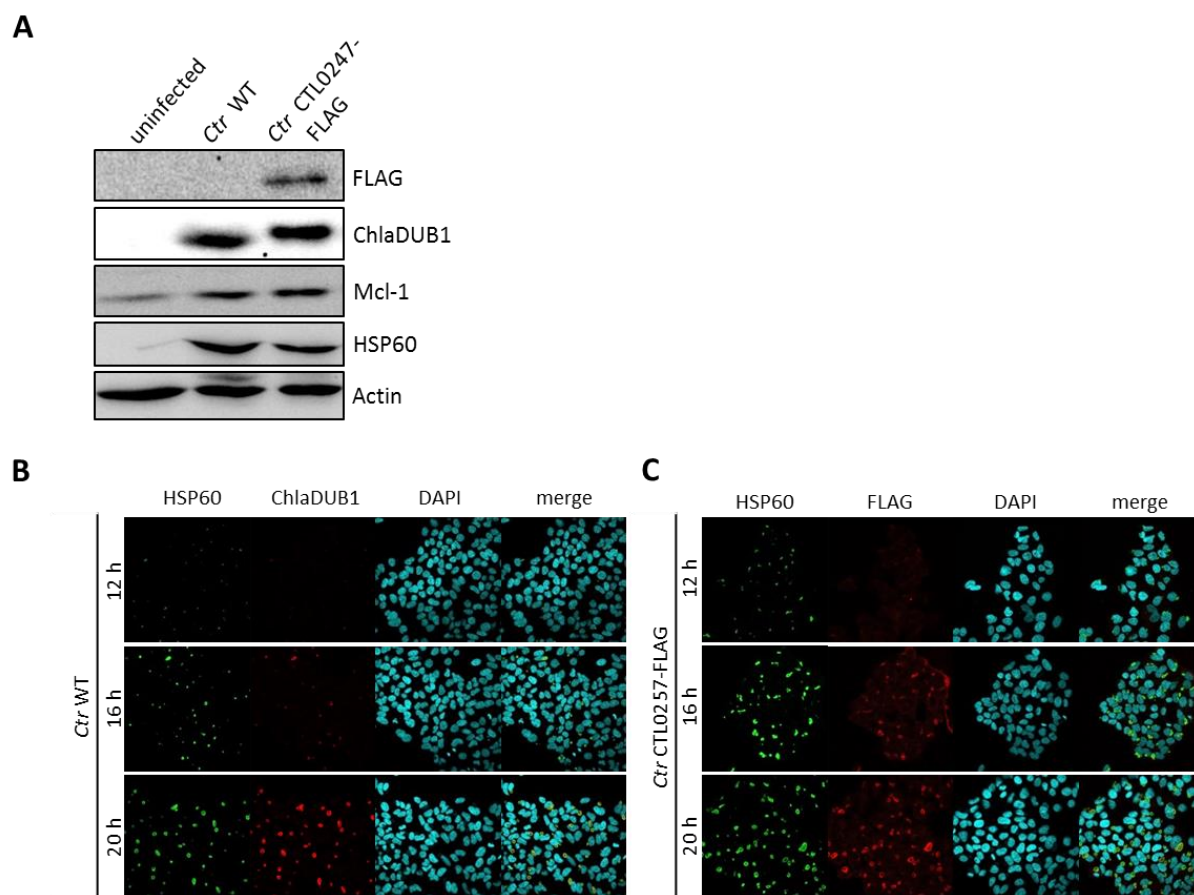 A
uninfected
Ctr WT
Ctr CTL0247-
FLAG
FLAG
ChlaDUB1
Mcl-1
HSP60
Actin
B
HSP60 ChlaDUB1 DAPI merge
Ctr WT
12 h
16 h
20 h
C
HSP60 FLAG DAPI merge
Ctr CTL0257-FLAG
12 h
16 h
20 h